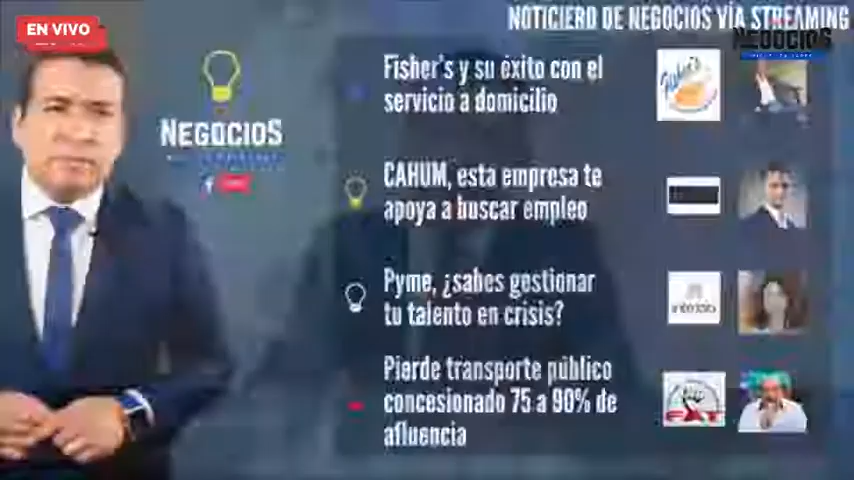 EN VIVO
NOTICIERO DE NEGOCIOS VÍA STREAMING
NEGOCIOS
NEGOCIOS
Fisher's y su éxito con el
servicio a domicilio
Fisher's
CAHUM, esta empresa te
apoya a buscar empleo
Pyme, ¿sabes gestionar
tu talento en crisis?
Pierde transporte público
concesionado 75 a 90% de
afluencia